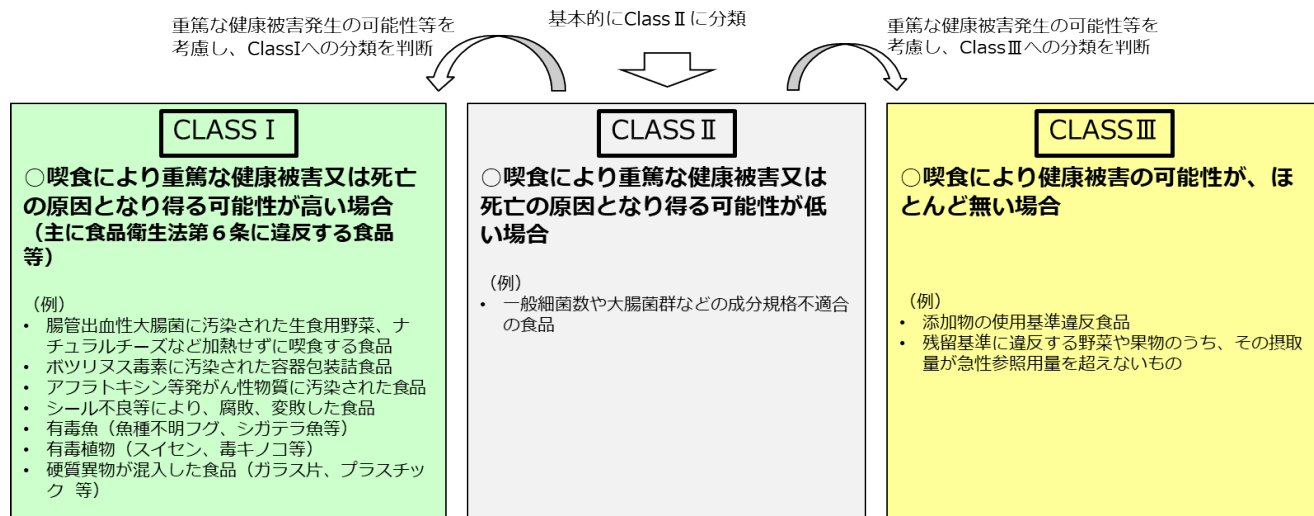 重篤な健康被害発生の可能性等を
考慮し、ClassⅠへの分類を判断
基本的にClassⅡに分類
重篤な健康被害発生の可能性等を
考慮し、ClassⅢへの分類を判断
CLASSⅠ
○喫食により重篤な健康被害又は死亡
の原因となり得る可能性が高い場合
（主に食品衛生法第６条に違反する食品
等）
（例）
• 腸管出血性大腸菌に汚染された生食用野菜、ナ
チュラルチーズなど加熱せずに喫食する食品
• ボツリヌス毒素に汚染された容器包装詰食品
• アフラトキシン等発がん性物質に汚染された食品
• シール不良等により、腐敗、変敗した食品
• 有毒魚（魚種不明フグ、シガテラ魚等）
• 有毒植物（スイセン、毒キノコ等）
• 硬質異物が混入した食品（ガラス片、プラスチッ
ク 等）
CLASSⅡ
○喫食により重篤な健康被害又は
死亡の原因となり得る可能性が低
い場合
（例）
• 一般細菌数や大腸菌群などの成分規格不適合
の食品
CLASSⅢ
○喫食により健康被害の可能性が、ほ
とんど無い場合
（例）
• 添加物の使用基準違反食品
• 残留基準に違反する野菜や果物のうち、その摂取
量が急性参照用量を超えないもの